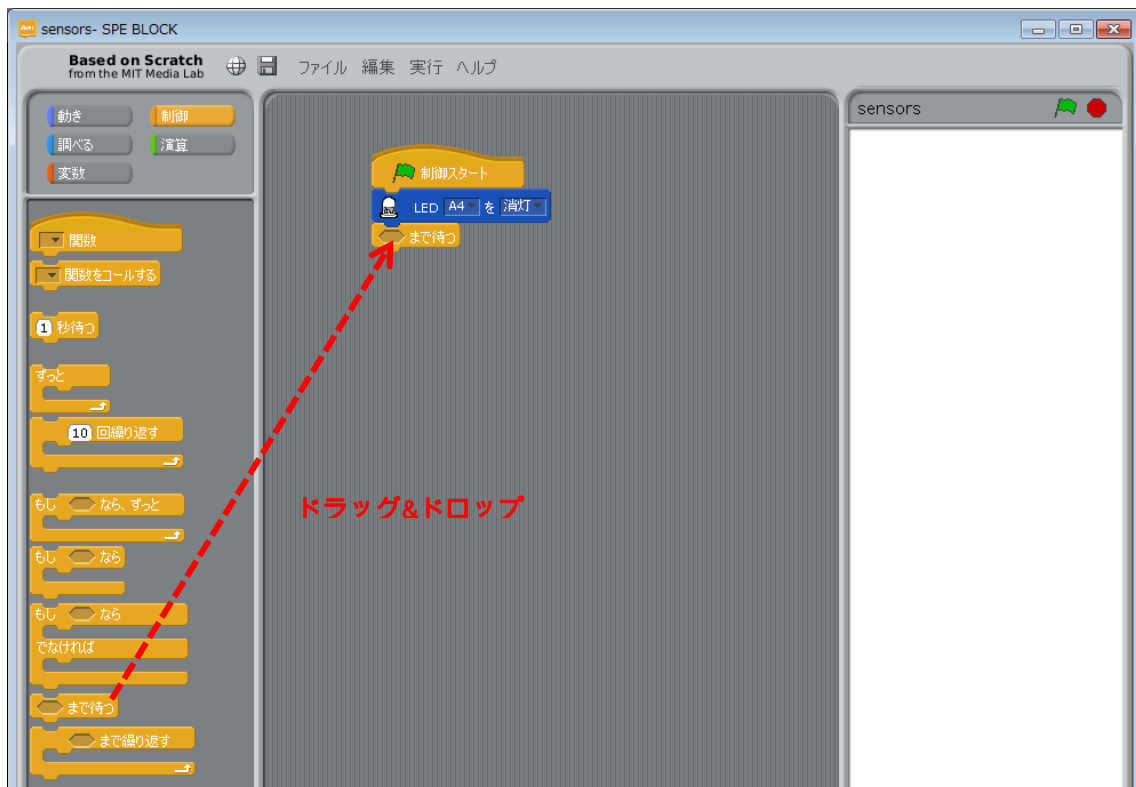 sensors- SPE BLOCK
Based on Scratch
from the MIT Media Lab
ファイル 編集 実行 ヘルプ
動き 制御
調べる 演算
変数
関数
関数をコールする
1 秒待つ
ずっと
10 回繰り返す
もし なら、ずっと
もし なら
もし なら
でなければ
まで待つ
まで繰り返す
制御スタート
LED A4 を 消灯
まで待つ
ドラッグ&ドロップ
sensors